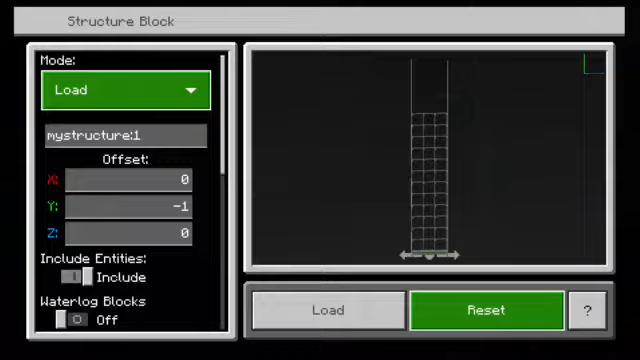 Structure Block
Mode:
Load
mystructure:1
Offset:
X: 0
Y: -1
Z: 0
Include Entities:
Include
Waterlog Blocks
Off
Load
Reset
?